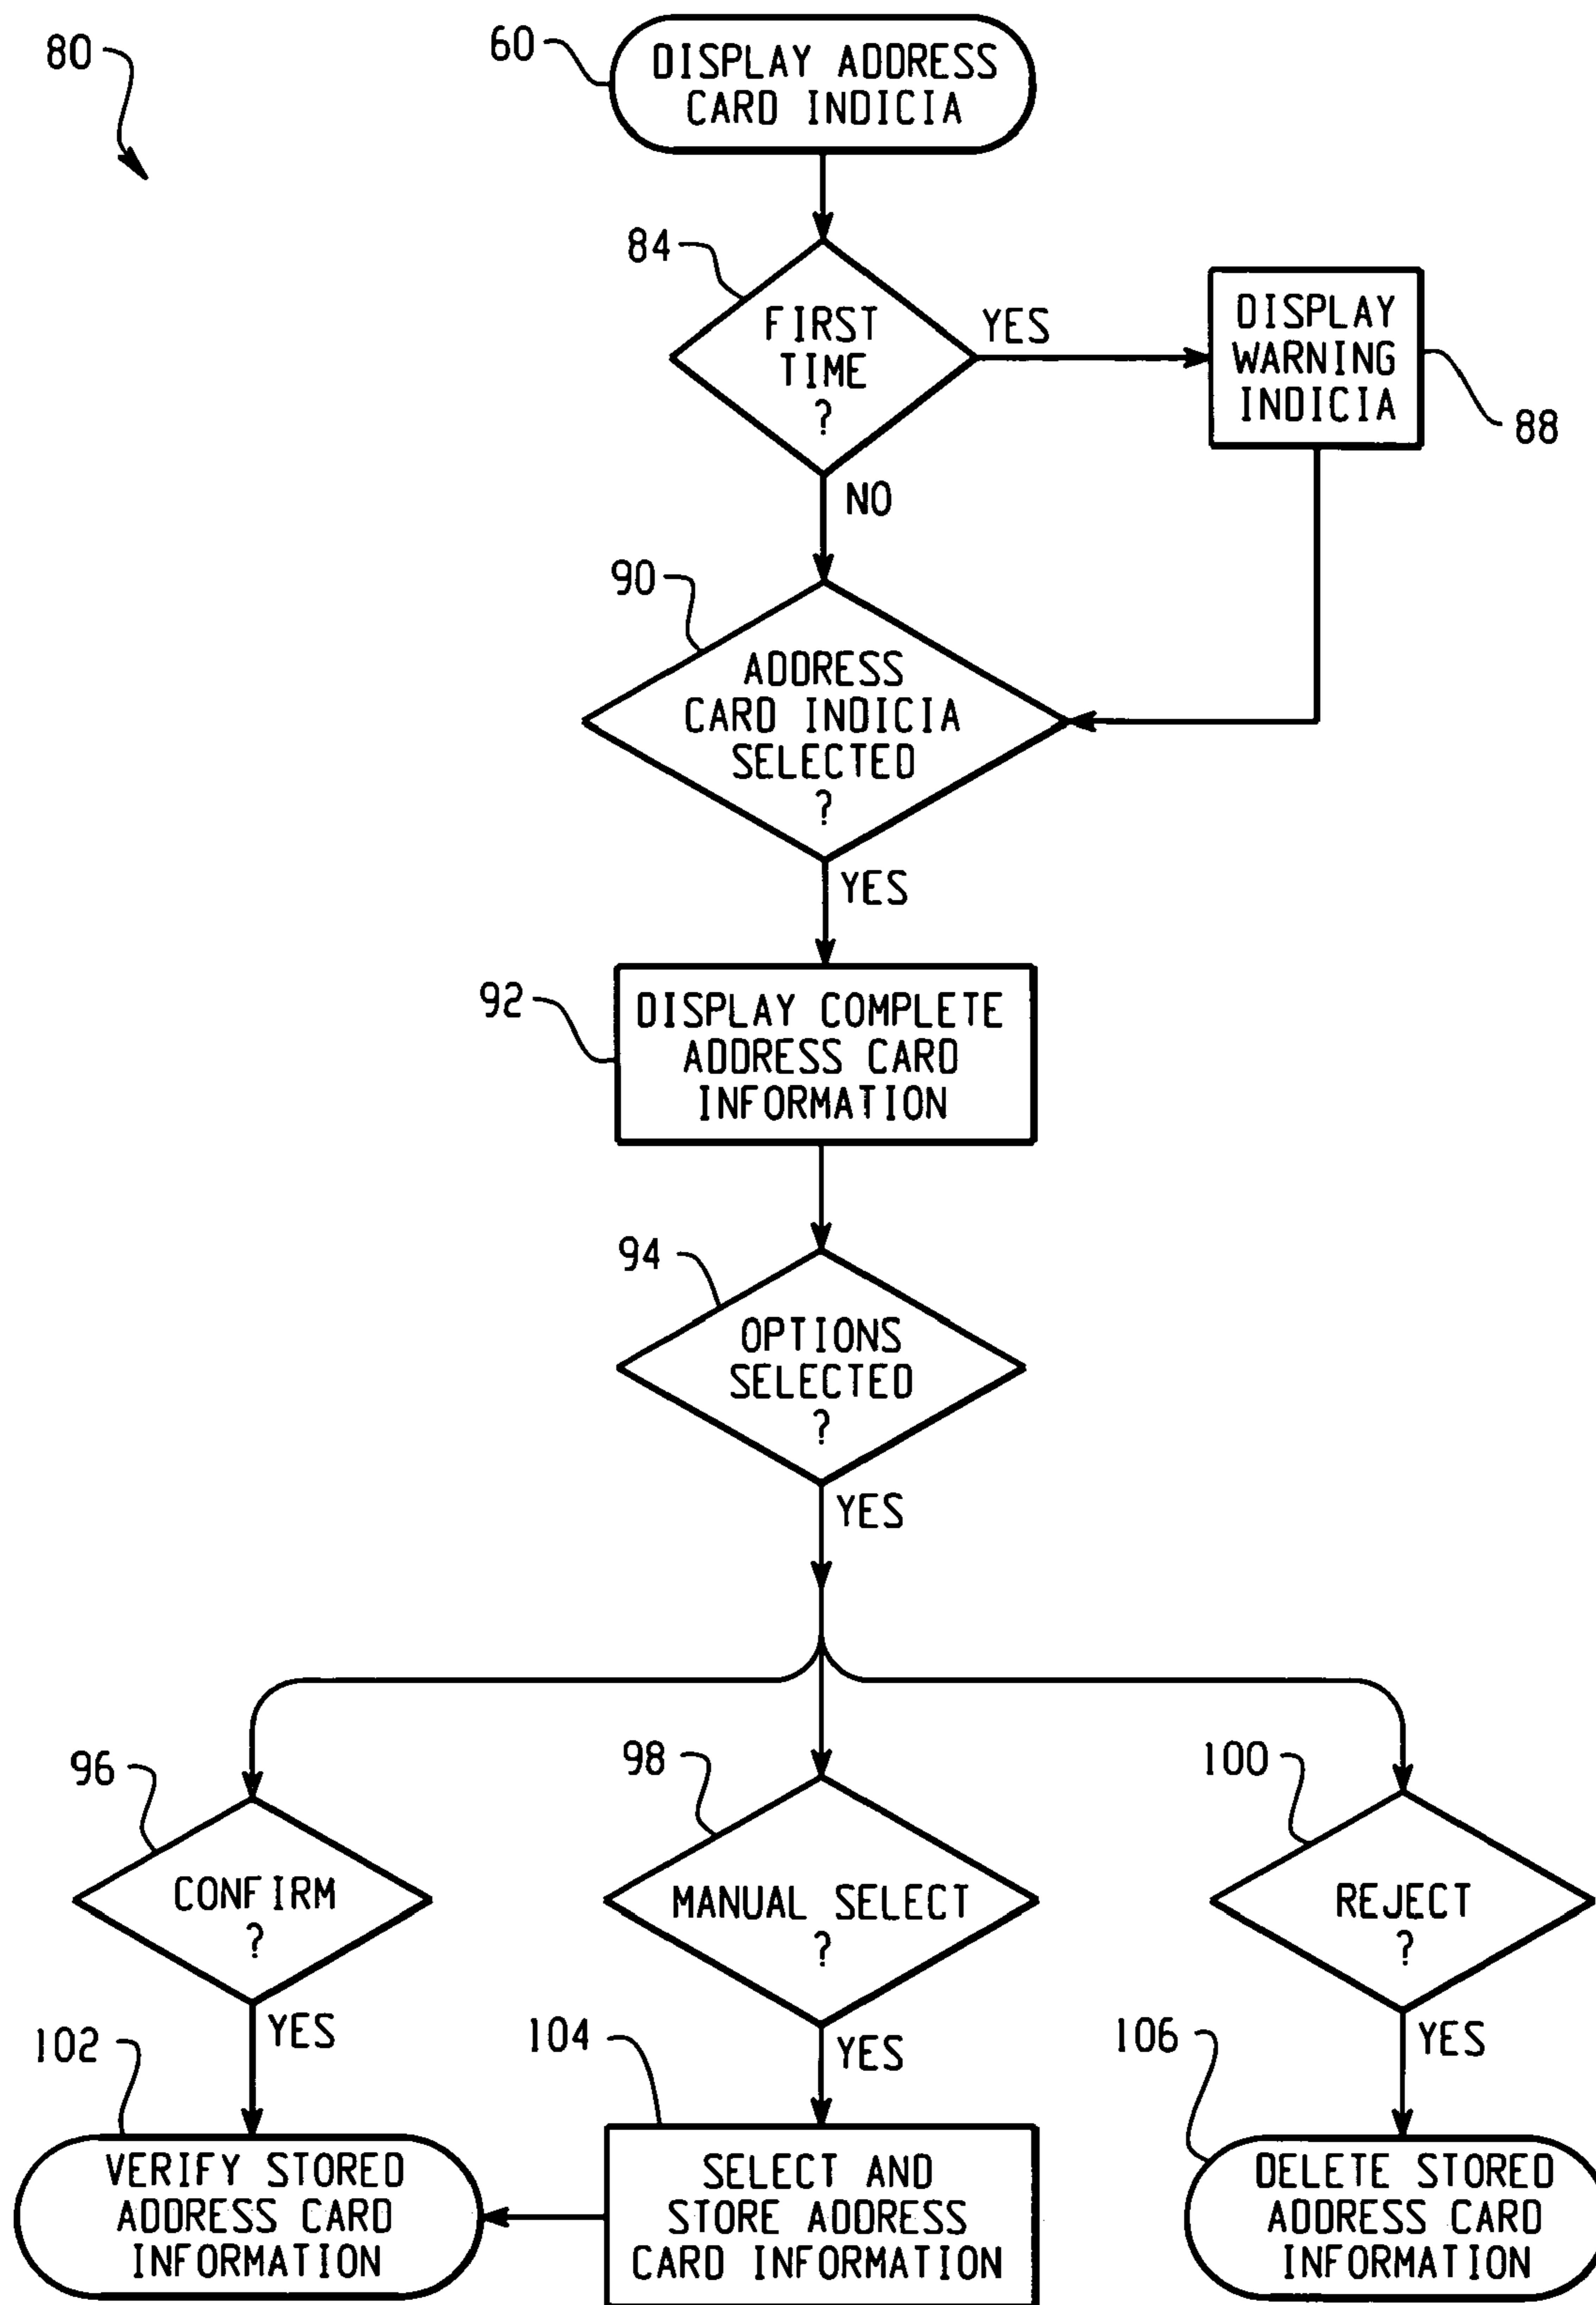 80
60
DISPLAY ADDRESS
CARD INDICIA
84
FIRST
TIME
?
YES
DISPLAY
WARNING
INDICIA
88
NO
90
ADDRESS
CARD INDICIA
SELECTED
?
YES
92
DISPLAY COMPLETE
ADDRESS CARD
INFORMATION
94
OPTIONS
SELECTED
?
YES
96
CONFIRM
?
YES
98
MANUAL SELECT
?
YES
100
REJECT
?
YES
102
VERIFY STORED
ADDRESS CARD
INFORMATION
104
SELECT AND
STORE ADDRESS
CARD INFORMATION
106
DELETE STORED
ADDRESS CARD
INFORMATION